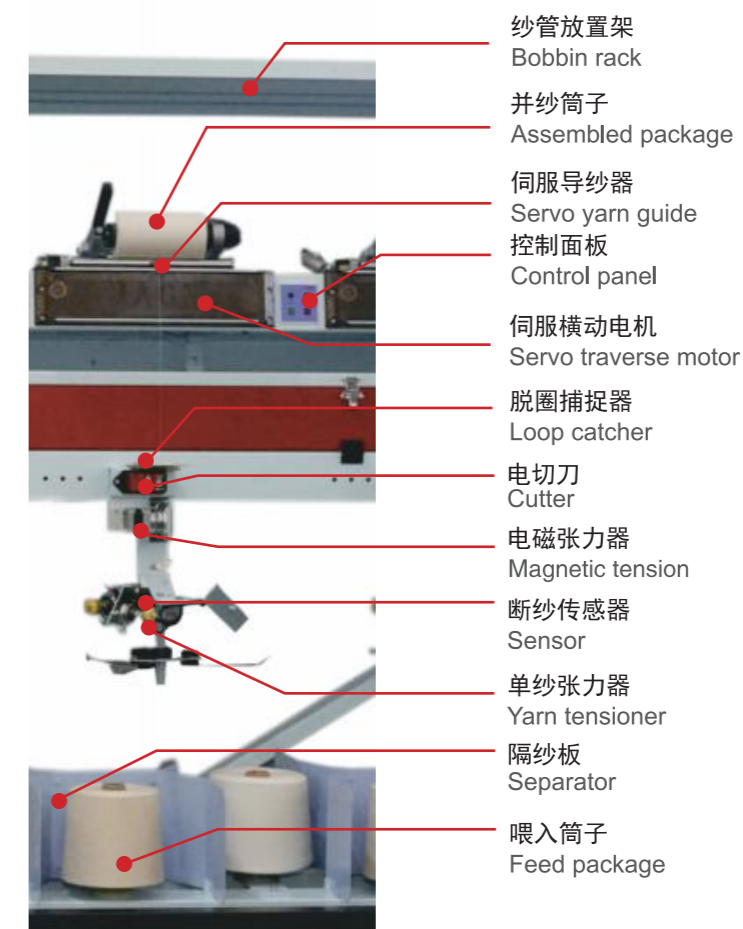 纱管放置架
Bobbin rack
并纱筒子
Assembled package
伺服导纱器
Servo yarn guide
控制面板
Control panel
伺服横动电机
Servo traverse motor
脱圈捕捉器
Loop catcher
电切刀
Cutter
电磁张力器
Magnetic tension
断纱传感器
Sensor
单纱张力器
Yarn tensioner
隔纱板
Separator
喂入筒子
Feed package